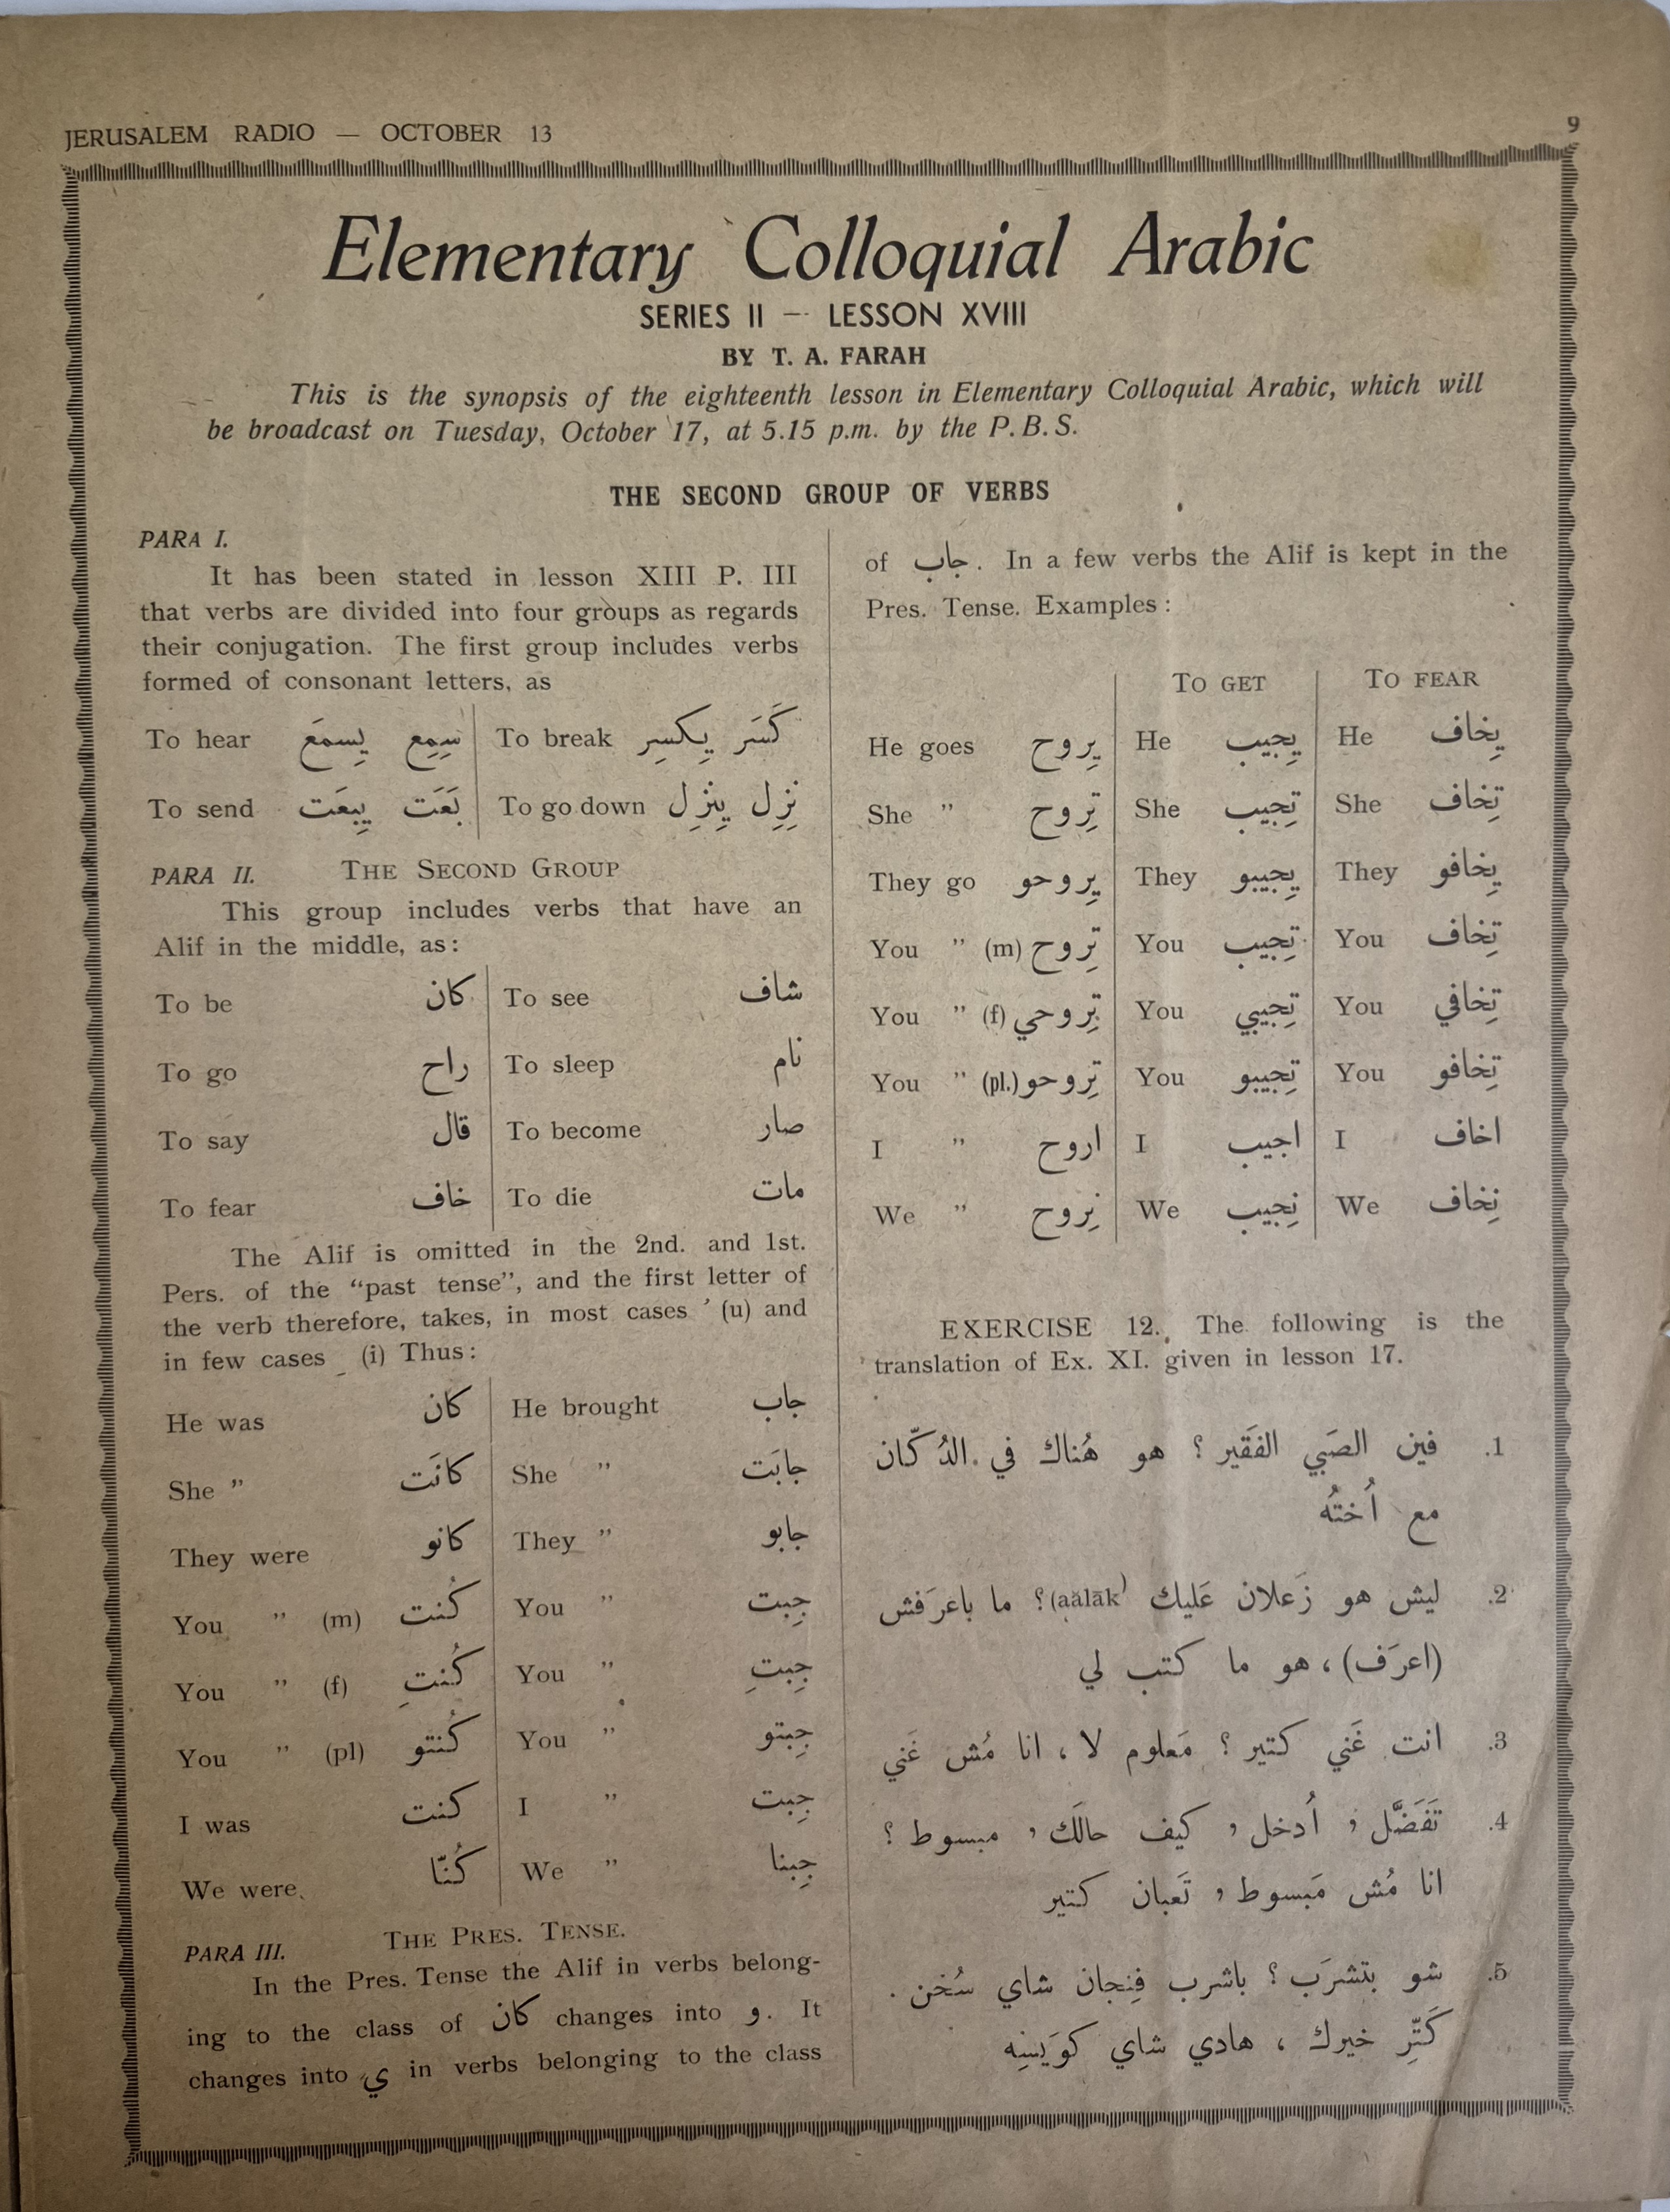 JERUSALEM RADIO — OCTOBER 13
9
Elementary Colloquial Arabic
SERIES II — LESSON XVIII
BY T. A. FARAH
This is the synopsis of the eighteenth lesson in Elementary Colloquial Arabic, which will
be broadcast on Tuesday, October 17, at 5.15 p.m. by the P.B.S.
THE SECOND GROUP OF VERBS
PARA I.
It has been stated in lesson XIII P. III
that verbs are divided into four groups as regards
their conjugation. The first group includes verbs
formed of consonant letters, as
To hear سِمِع يِسمَع To break كَسَر يِكسِر
To send بَعَت يِبعَت To go down نِزِل يِنزِل
PARA II. THE SECOND GROUP
This group includes verbs that have an
Alif in the middle, as:
To be كان To see شاف
To go راح To sleep نام
To say قال To become صار
To fear خاف To die مات
The Alif is omitted in the 2nd. and 1st.
Pers. of the “past tense”, and the first letter of
the verb therefore, takes, in most cases ’ (u) and
in few cases _ (i) Thus:
He was كان He brought جاب
She ” كانَت She ” جابَت
They were كانو They ” جابو
You ” (m) كُنت You ” جِبت
You ” (f) كُنتِ You ” جِبتِ
You ” (pl) كُنتو You ” جِبتو
I was كنت I ” جِبت
We were كُنّا We ” جِبنا
PARA III. THE PRES. TENSE.
In the Pres. Tense the Alif in verbs belong-
ing to the class of كان changes into و. It
changes into ي in verbs belonging to the class
of جاب. In a few verbs the Alif is kept in the
Pres. Tense. Examples:
TO GET TO FEAR
He goes يِروح He يِجيب He يِخاف
She ” تِروح She تِجيب She تِخاف
They go يِروحو They يِجيبو They يِخافو
You ” (m) تِروح You تِجيب You تِخاف
You ” (f) تِروحي You تِجيبي You تِخافي
You ” (pl.) تِروحو You تِجيبو You تِخافو
I ” اروح I اجيب I اخاف
We ” نِروح We نِجيب We نِخاف
EXERCISE 12. The following is the
translation of Ex. XI. given in lesson 17.
1. فين الصَبي الفَقير ؟ هو هُناك في الدُكّان
مع أُختُه
2. ليش هو زَعلان عَليك (aălāk) ؟ ما باعرَفش
(اعرَف) ، هو ما كتب لي
3. انت غَني كتير ؟ مَعلوم لا ، انا مُش غَني
4. تَفَضَّل , أُدخل , كيف حالَك , مبسوط ؟
انا مُش مَبسوط , تَعبان كتير
5. شو بتشرَب ؟ باشرب فِنجان شاي سُخن .
كَتِّر خيرك ، هادي شاي كوَيسِه